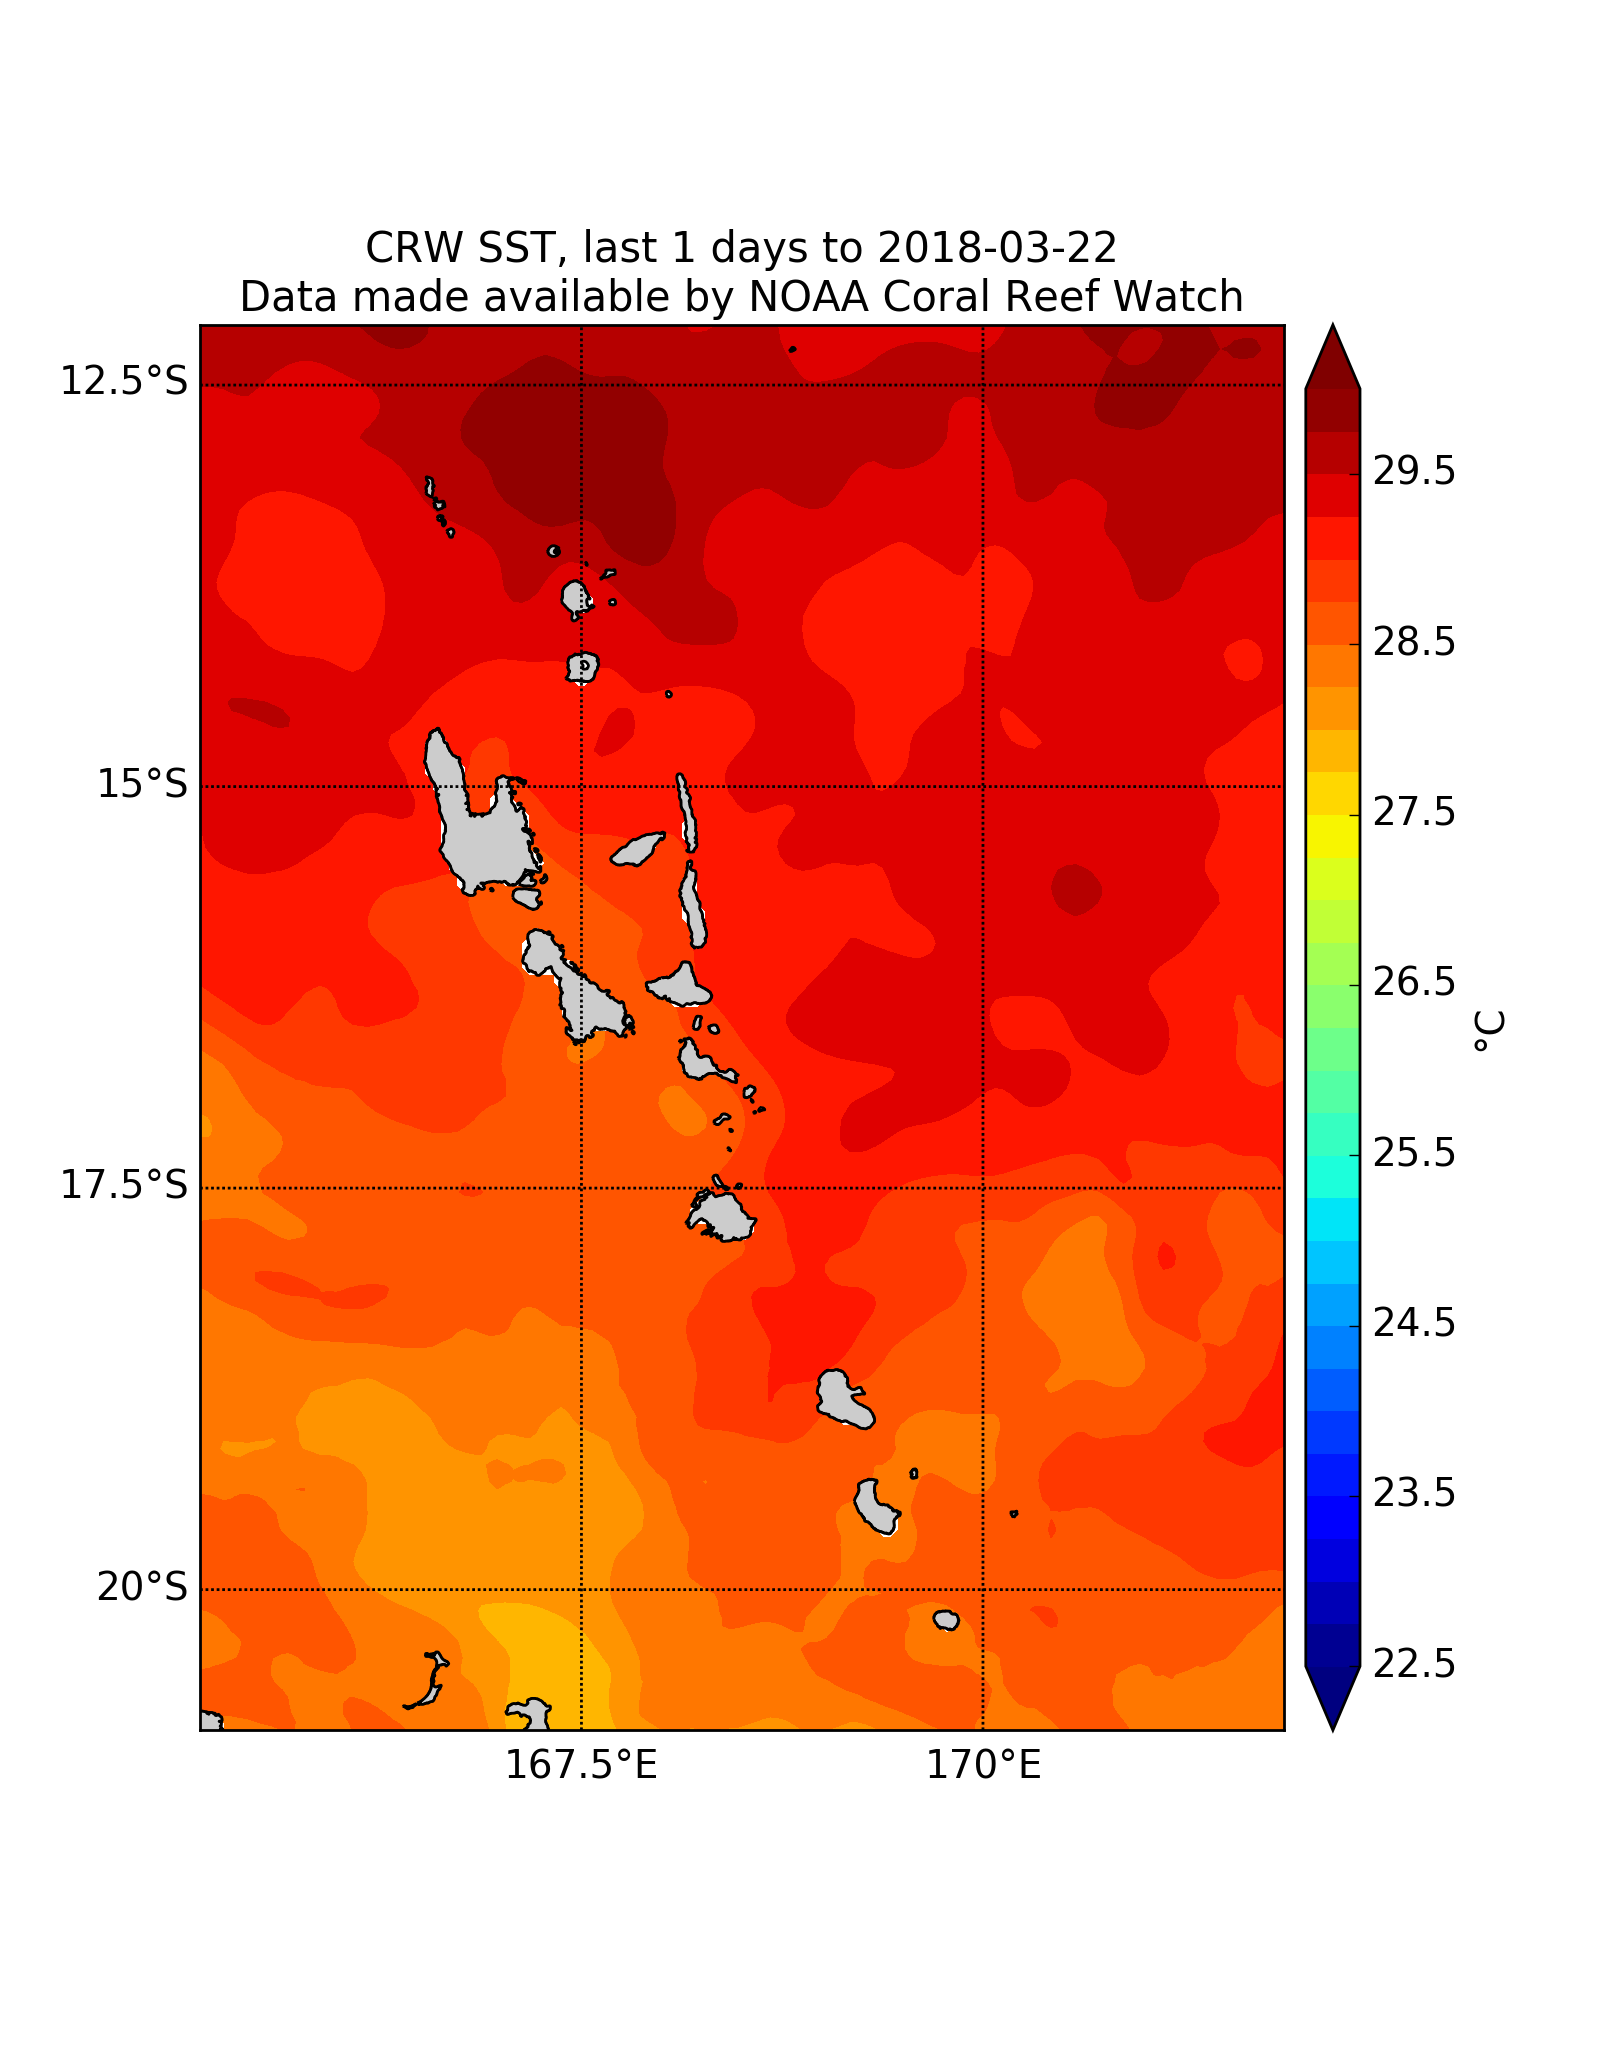 CRW SST, last 1 days to 2018-03-22
Data made available by NOAA Coral Reef Watch
12.5°S
15°S
17.5°S
20°S
167.5°E
170°E
29.5
28.5
27.5
26.5
25.5
24.5
23.5
22.5
°C